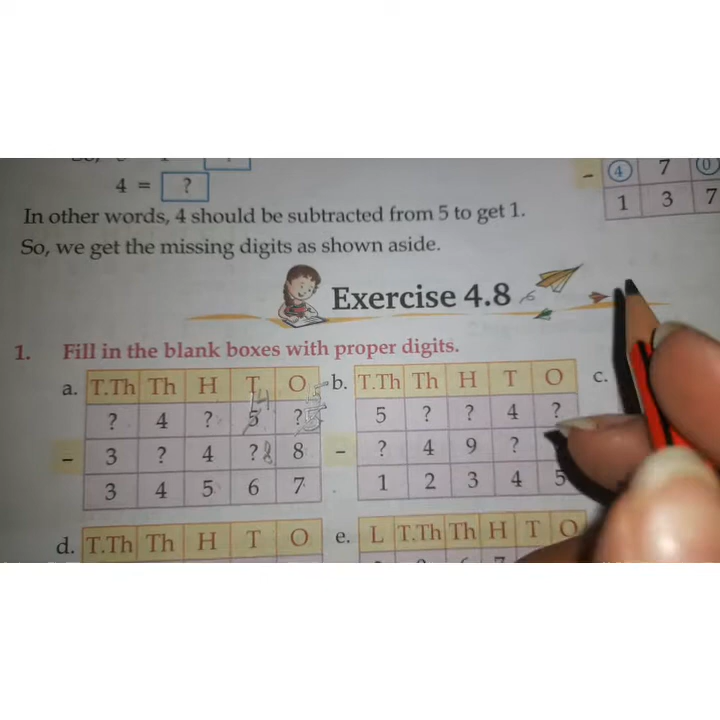 4 = ?
In other words, 4 should be subtracted from 5 to get 1.
So, we get the missing digits as shown aside.
- 4 7 0
1 3 7
Exercise 4.8
1. Fill in the blank boxes with proper digits.
a. T.Th Th H T O
14
? 4 ? 5 ?
- 3 ? 4 ? 8 8
3 4 5 6 7
b. T.Th Th H T O
5 ? ? 4 ?
- ? 4 9 ?
1 2 3 4 5
c.
d. T.Th Th H T O
e. L T.Th Th H T O